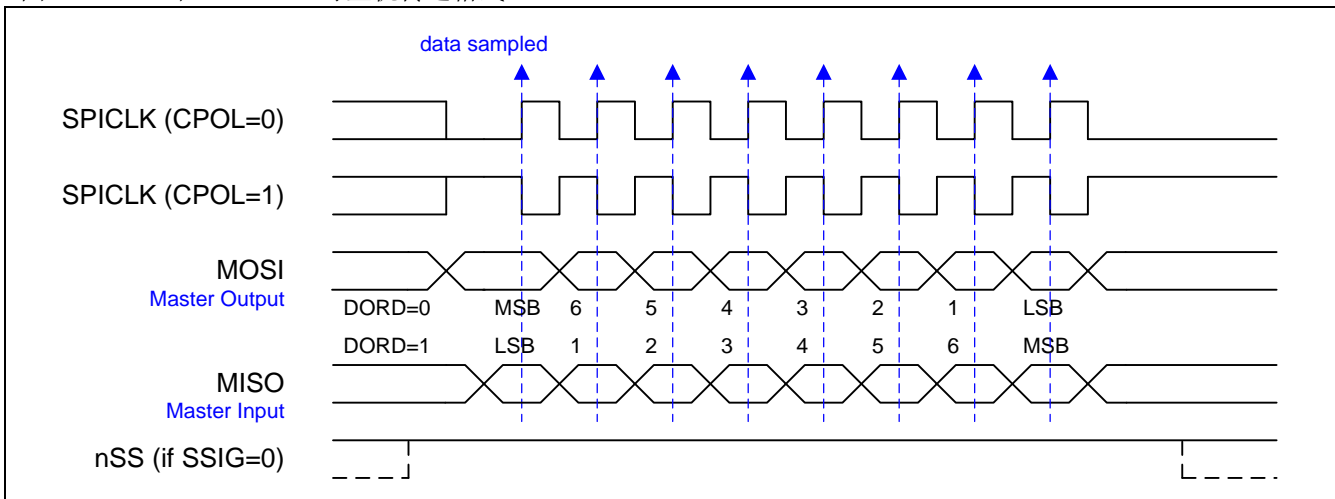 data sampled
SPICLK (CPOL=0)
SPICLK (CPOL=1)
MOSI
Master Output
DORD=0 MSB 6 5 4 3 2 1 LSB
DORD=1 LSB 1 2 3 4 5 6 MSB
MISO
Master Input
nSS (if SSIG=0)